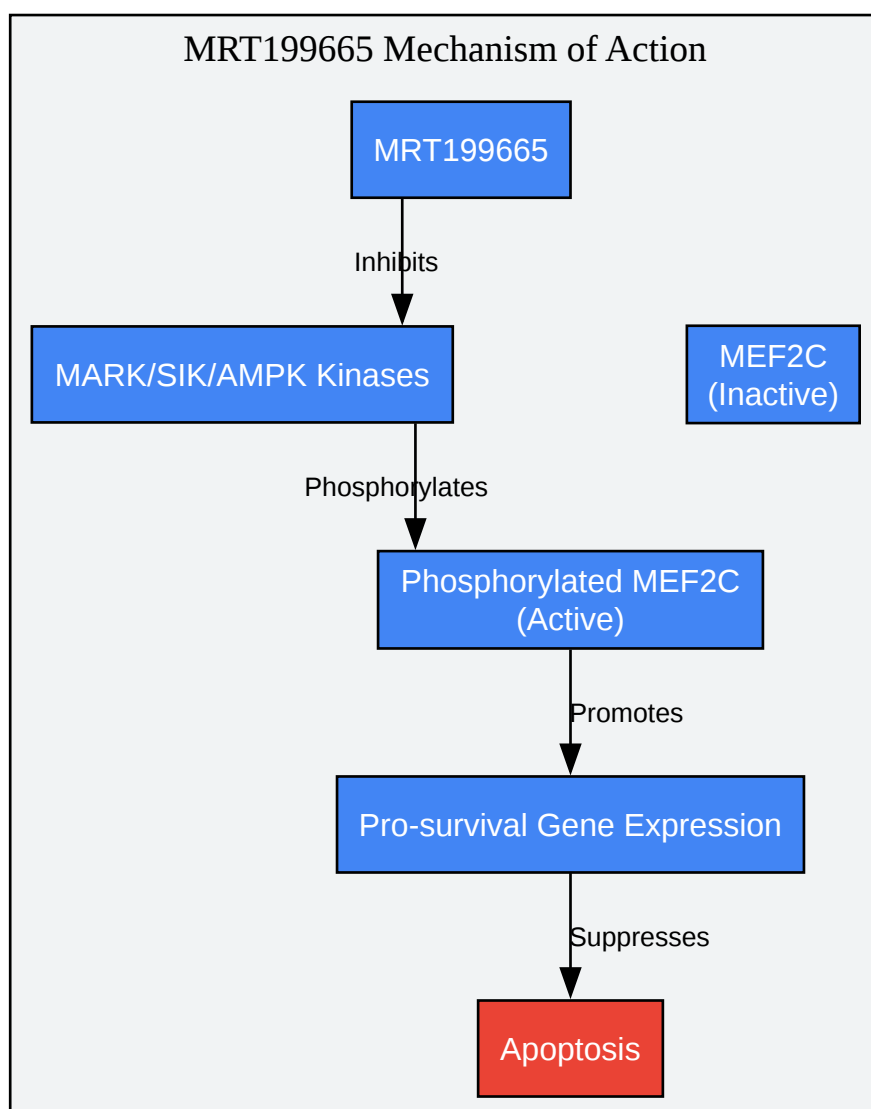 MRT199665 Mechanism of Action
MRT199665
Inhibits
MARK/SIK/AMPK Kinases
MEF2C
(Inactive)
Phosphorylates
Phosphorylated MEF2C
(Active)
Promotes
Pro-survival Gene Expression
Suppresses
Apoptosis